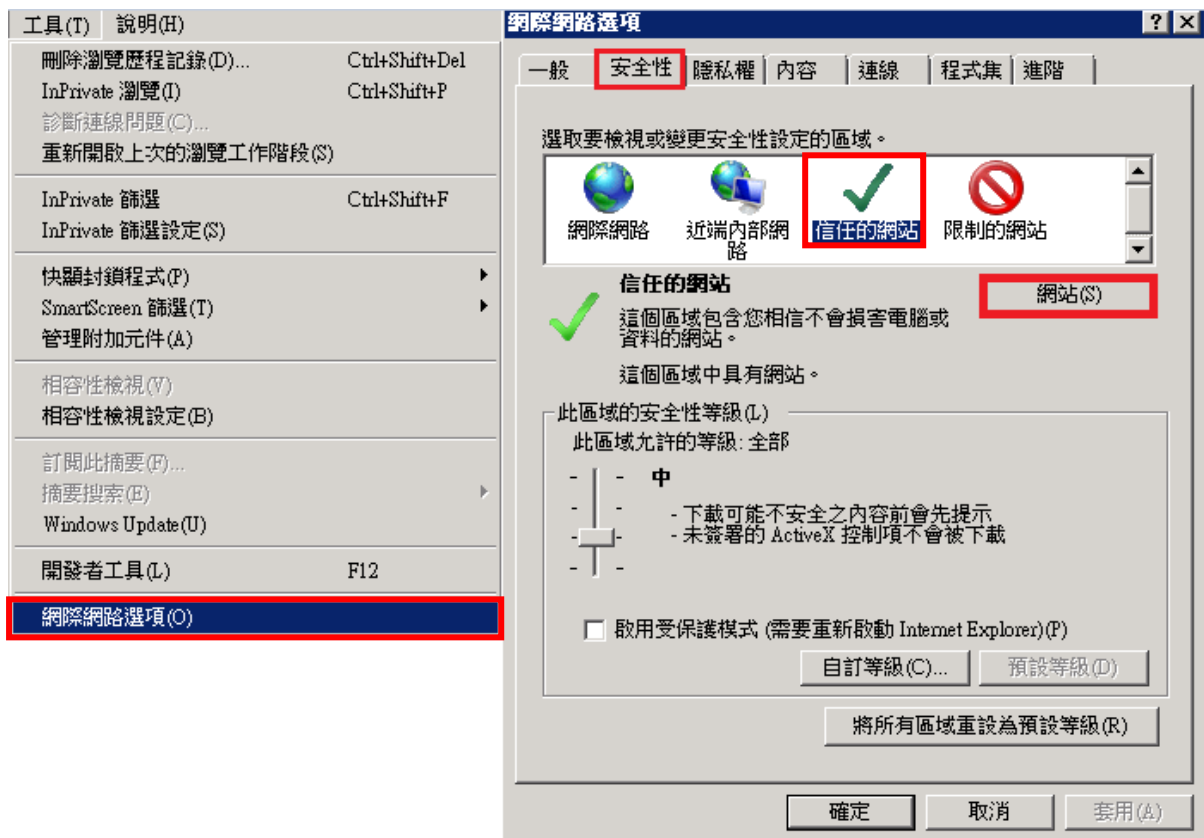 工具(T) 說明(H)
刪除瀏覽歷程記錄(D)... Ctrl+Shift+Del
InPrivate 瀏覽(I) Ctrl+Shift+P
診斷連線問題(C)...
重新開啟上次的瀏覽工作階段(S)
InPrivate 篩選 Ctrl+Shift+F
InPrivate 篩選設定(S)
快顯封鎖程式(P)
SmartScreen 篩選(T)
管理附加元件(A)
相容性檢視(V)
相容性檢視設定(B)
訂閱此摘要(F)...
摘要搜索(E)
Windows Update(U)
開發者工具(L) F12
網際網路選項(O)
網際網路選項
一般 安全性 隱私權 內容 連線 程式集 進階
選取要檢視或變更安全性設定的區域。
網際網路 近端內部網 信任的網站 限制的網站
路
信任的網站
網站(S)
這個區域包含您相信不會損害電腦或
資料的網站。
這個區域中具有網站。
此區域的安全性等級(L)
此區域允許的等級: 全部
中
- 下載可能不安全之內容前會先提示
- 未簽署的 ActiveX 控制項不會被下載
啟用受保護模式 (需要重新啟動 Internet Explorer)(P)
自訂等級(C)... 預設等級(D)
將所有區域重設為預設等級(R)
確定 取消 套用(A)